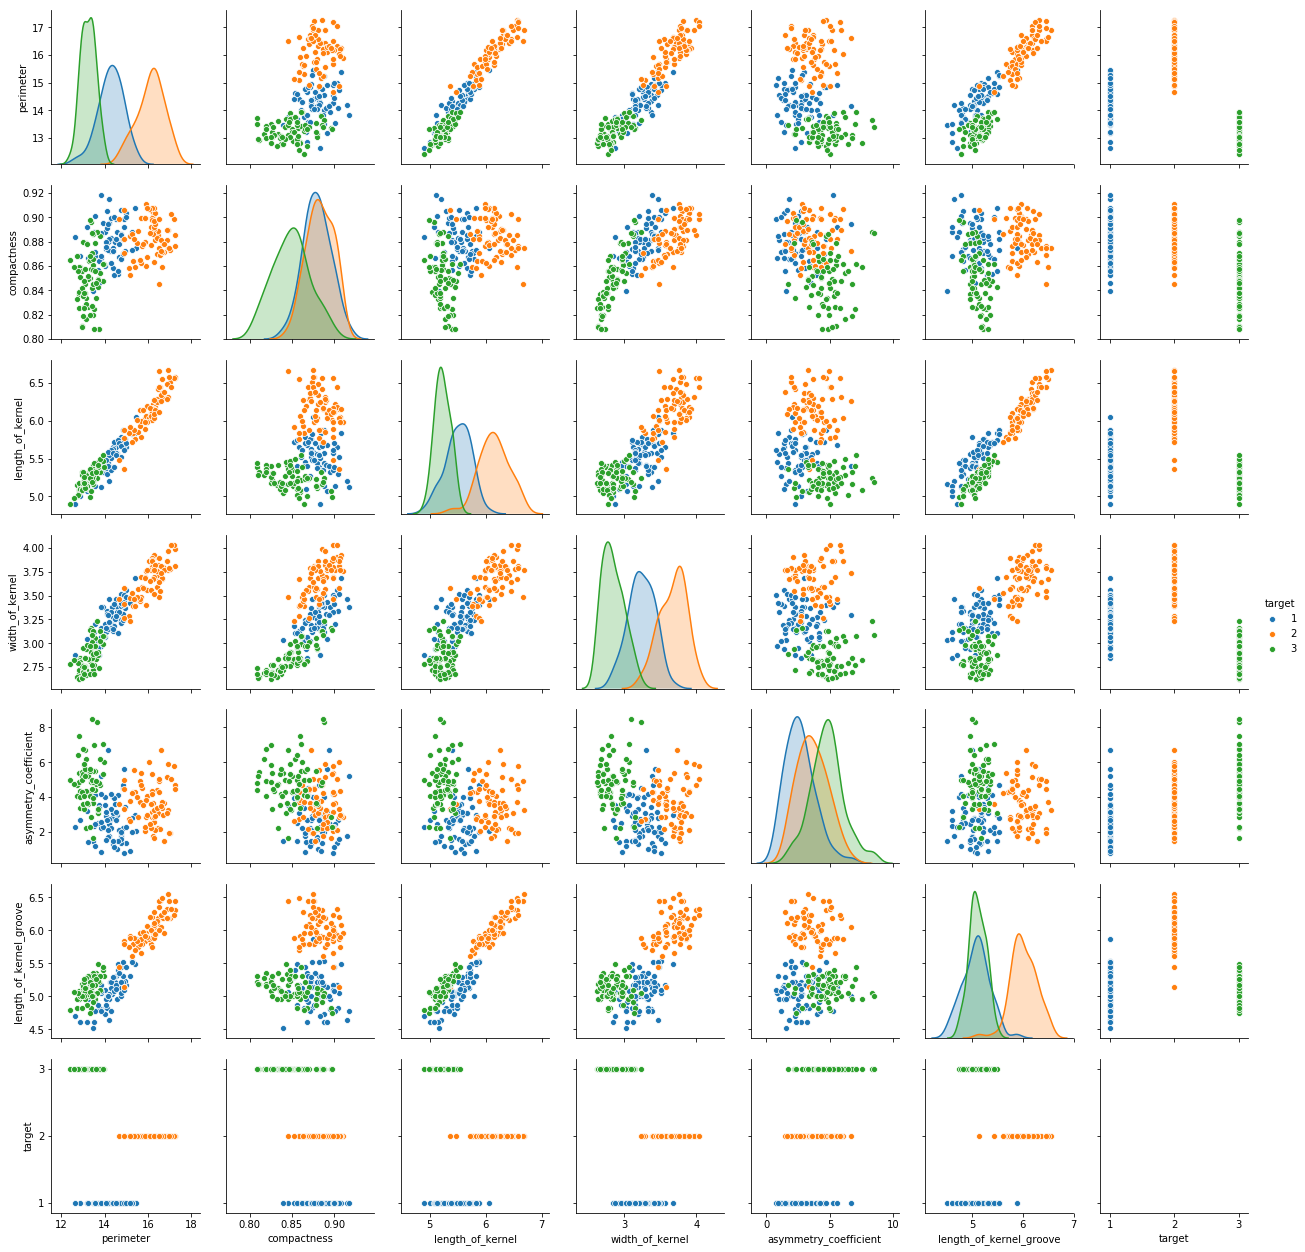 17
16
15
14
13
perimeter
0.92
0.90
0.88
0.86
0.84
0.82
0.80
compactness
6.5
6.0
5.5
5.0
length_of_kernel
4.00
3.75
3.50
3.25
3.00
2.75
width_of_kernel
target
1
2
3
8
6
4
2
asymmetry_coefficient
6.5
6.0
5.5
5.0
4.5
length_of_kernel_groove
3
2
1
target
12 14 16 18
0.80 0.85 0.90
5 6 7
3 4
0 5 10
5 6 7
1 2 3
perimeter
compactness
length_of_kernel
width_of_kernel
asymmetry_coefficient
length_of_kernel_groove
target